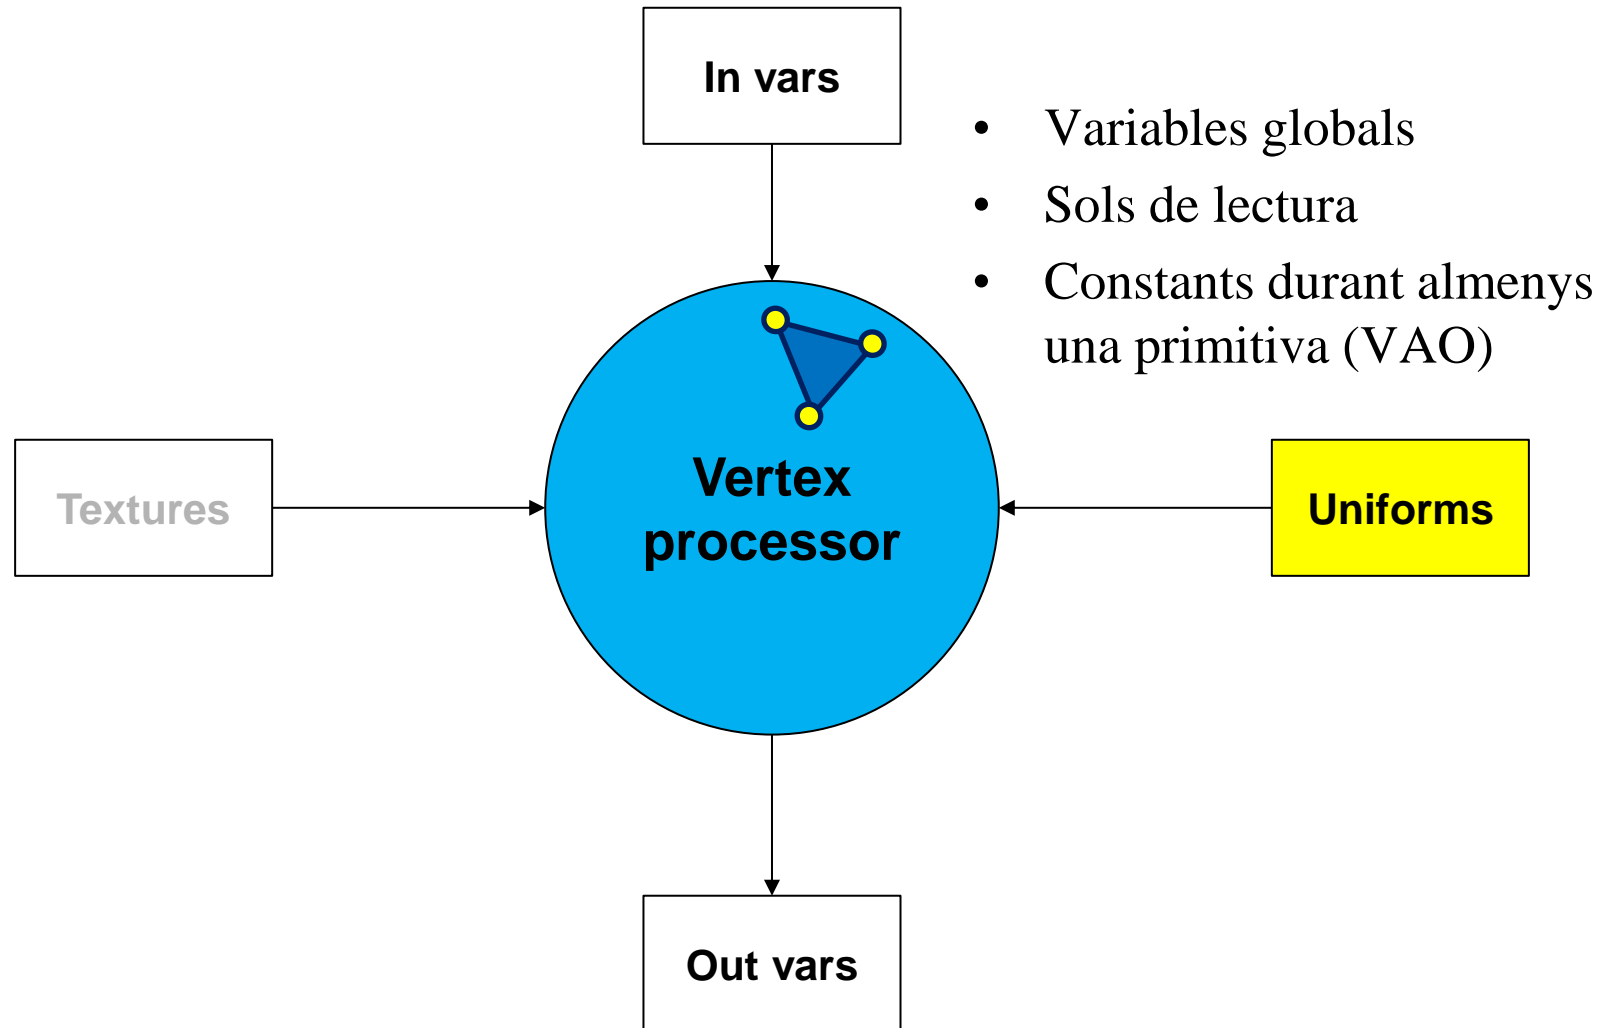 In vars
• Variables globals
• Sols de lectura
• Constants durant almenys
una primitiva (VAO)
Textures
Vertex
processor
Uniforms
Out vars